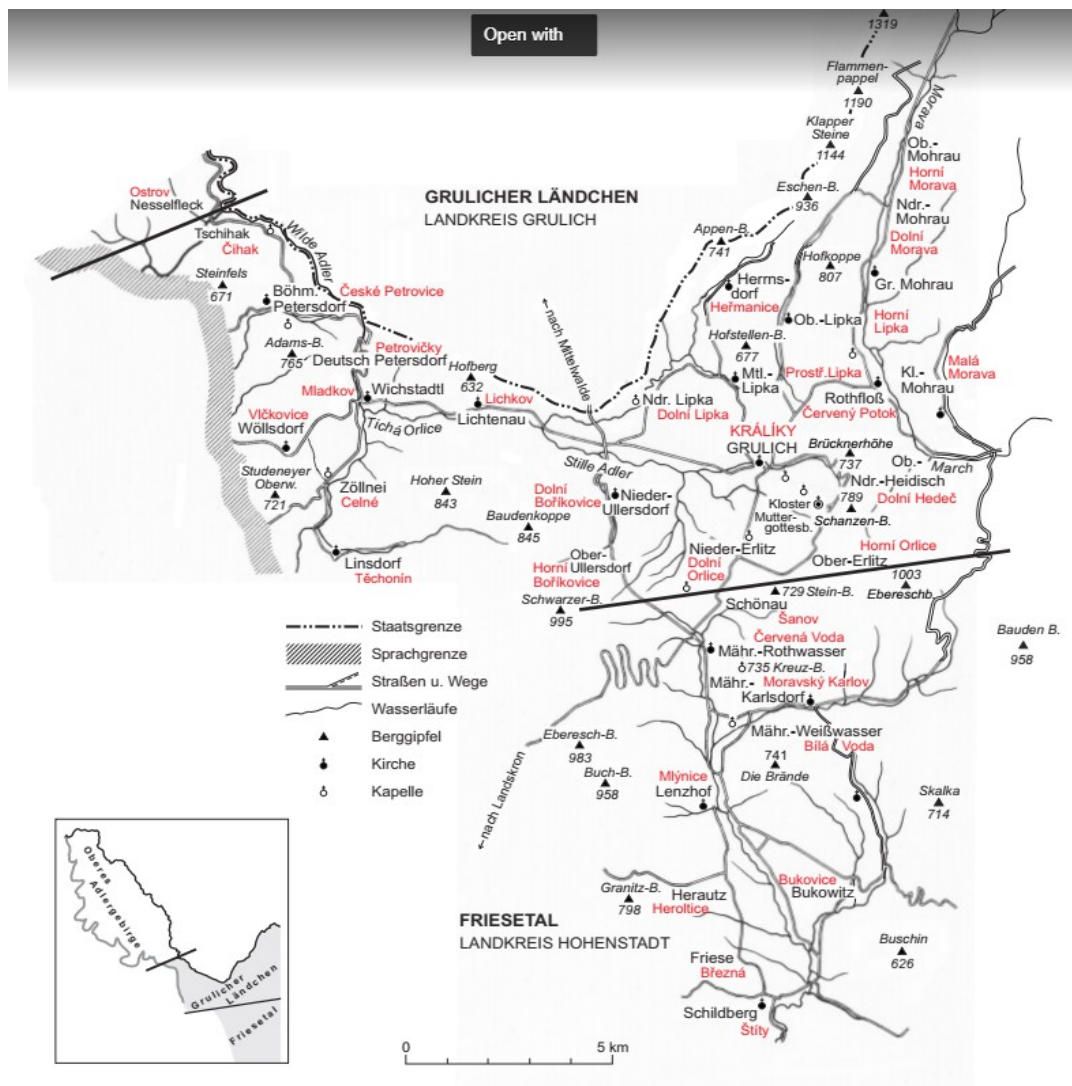 Open with
1319
Flammen-
pappel
1190
Morava
Klapper
Steine
1144
Ob.-
Mohrau
Horní
Morava
Eschen-B.
936
Ndr.-
Mohrau
Dolní
Morava
GRULICHER LÄNDCHEN
LANDKREIS GRULICH
Ostrov
Nesselfleck
Tschihak
Čihak
Wilde Adler
Appen-B.
741
Hofkoppe
807
Gr. Mohrau
Steinfels
671
Böhm.
Petersdorf
České Petrovice
Herrns-
dorf
Heřmanice
Horní
Lipka
Ob.-Lipka
nach Mittelwalde
Adams-B.
765
Petrovičky
Deutsch Petersdorf
Hofstellen-B.
677
Hofberg
632
Mtl.-
Lipka
Prostř.Lipka
Malá
Morava
Kl.-
Mohrau
Mladkov
Wichstadtl
Lichkov
Lichtenau
Ndr. Lipka
Dolní Lipka
Rothfloß
Červený Potok
Vlčkovice
Wöllsdorf
Tichá Orlice
KRÁLÍKY
GRULICH
Brücknerhöhe
737
Ob.-
March
Stille Adler
Studeneyer
Oberw.
721
Zöllnei
Celné
Hoher Stein
843
Dolní
Boříkovice
Nieder-
Ullersdorf
Ndr.-Heidisch
Dolní Hedeč
789
Schanzen-B.
Kloster
Mutter-
gottesb.
Baudenkoppe
845
Linsdorf
Těchonín
Horní
Boříkovice
Ober-
Ullersdorf
Nieder-Erlitz
Dolní
Orlice
Horní Orlice
Ober-Erlitz
1003
Ebereschb.
Schwarzer-B.
995
729 Stein-B.
Schönau
Šanov
Staatsgrenze
Sprachgrenze
Straßen u. Wege
Wasserläufe
Berggipfel
Kirche
Kapelle
Červená Voda
Mähr.-Rothwasser
735 Kreuz-B.
Bauden B.
958
Mähr.-
Karlsdorf
Moravský Karlov
Mähr.-Weißwasser
Bílá Voda
Eberesch-B.
983
741
Die Brände
Buch-B.
958
Mlýnice
Lenzhof
nach Landskron
Skalka
714
Oberes
Adlergebirge
Grulicher
Ländchen
Friesetal
Granitz-B.
798
Herautz
Heroltice
Bukovice
Bukowitz
FRIESETAL
LANDKREIS HOHENSTADT
Buschin
626
Friese
Březná
Schildberg
Štíty
0 5 km